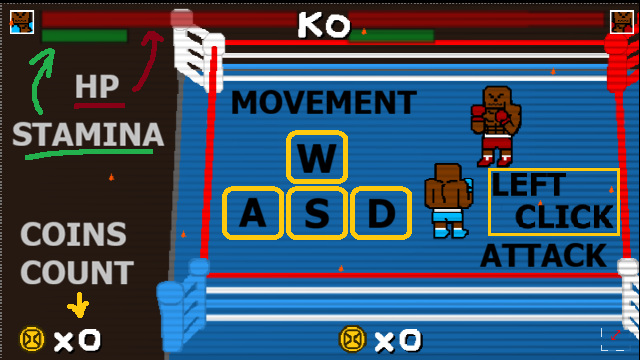 KO
HP
STAMINA
MOVEMENT
W
A S D
LEFT
CLICK
ATTACK
COINS
COUNT
x0
x0